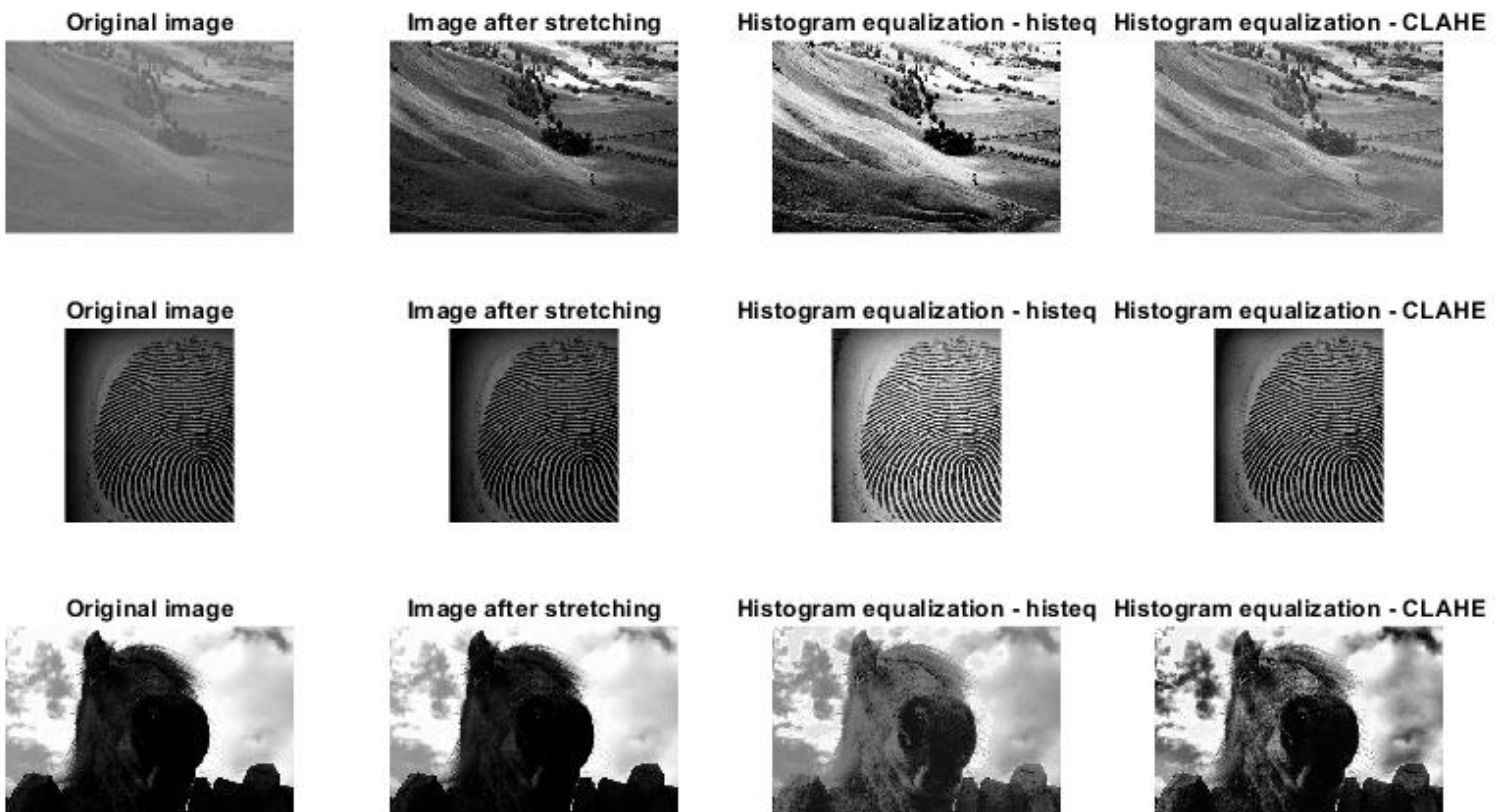 Original image
Image after stretching
Histogram equalization - histeq
Histogram equalization - CLAHE
Original image
Image after stretching
Histogram equalization - histeq
Histogram equalization - CLAHE
Original image
Image after stretching
Histogram equalization - histeq
Histogram equalization - CLAHE